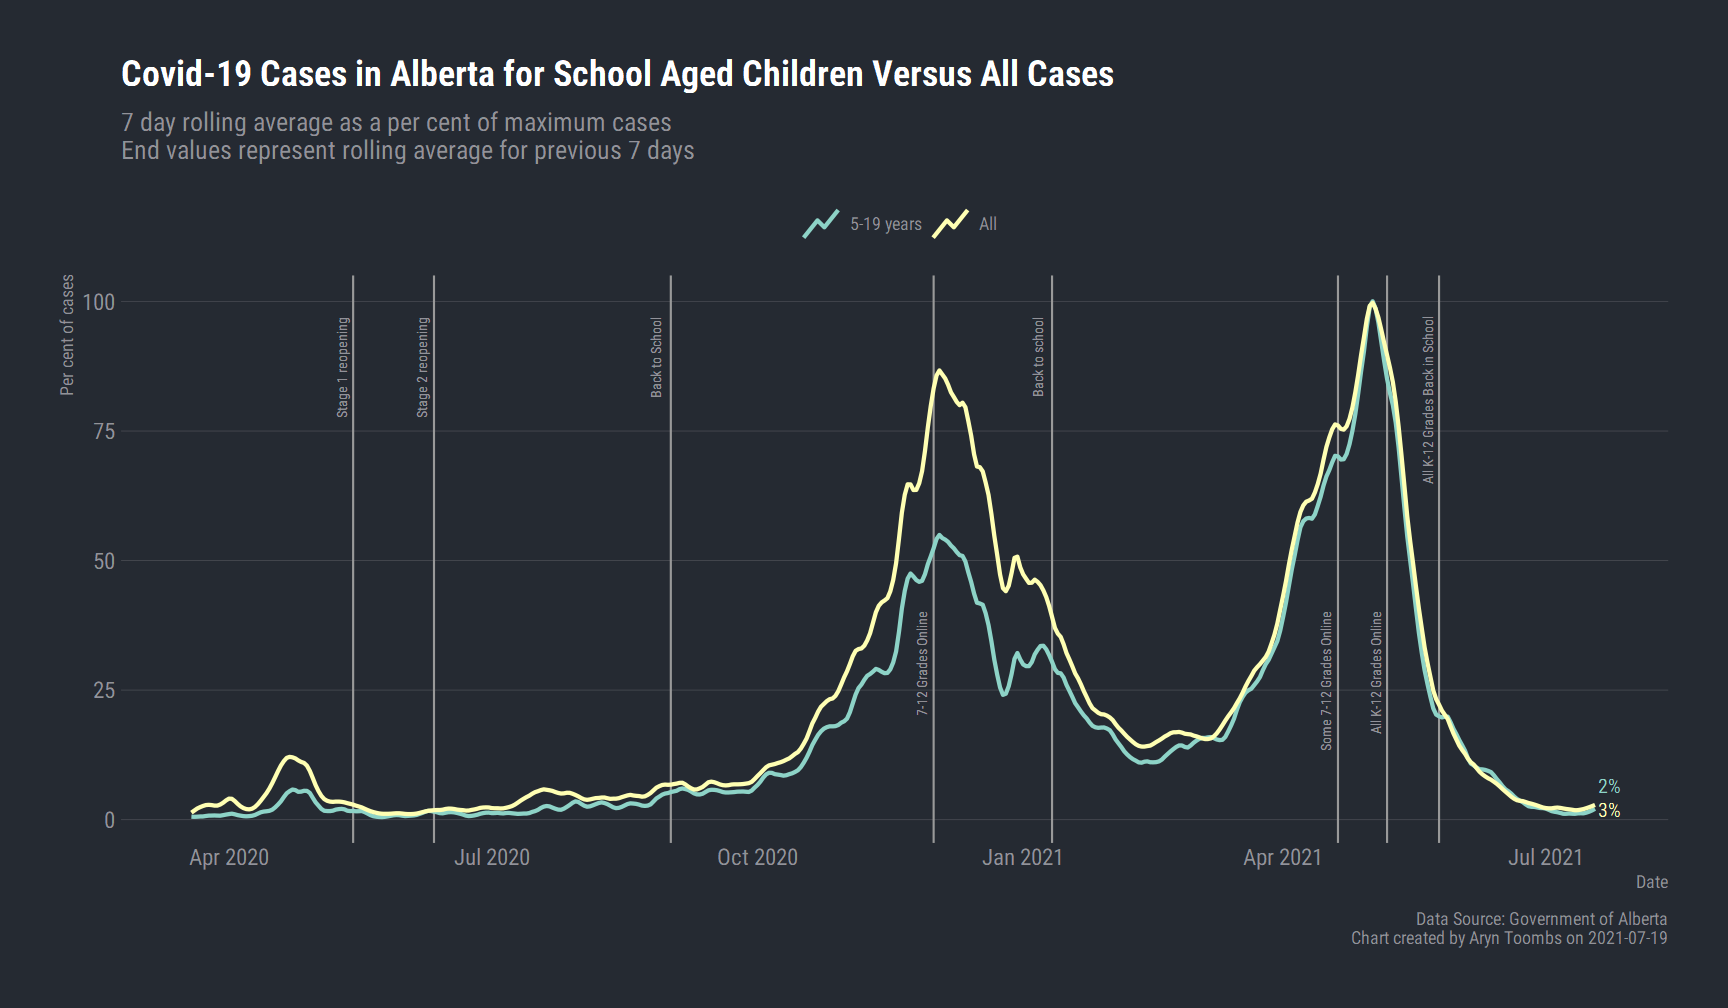 Covid-19 Cases in Alberta for School Aged Children Versus All Cases
7 day rolling average as a per cent of maximum cases
End values represent rolling average for previous 7 days
5-19 years
All
Per cent of cases
100
75
50
25
0
Stage 1 reopening
Stage 2 reopening
Back to School
7-12 Grades Online
Back to school
Some 7-12 Grades Online
All K-12 Grades Online
All K-12 Grades Back in School
2%
3%
Apr 2020
Jul 2020
Oct 2020
Jan 2021
Apr 2021
Jul 2021
Date
Data Source: Government of Alberta
Chart created by Aryn Toombs on 2021-07-19